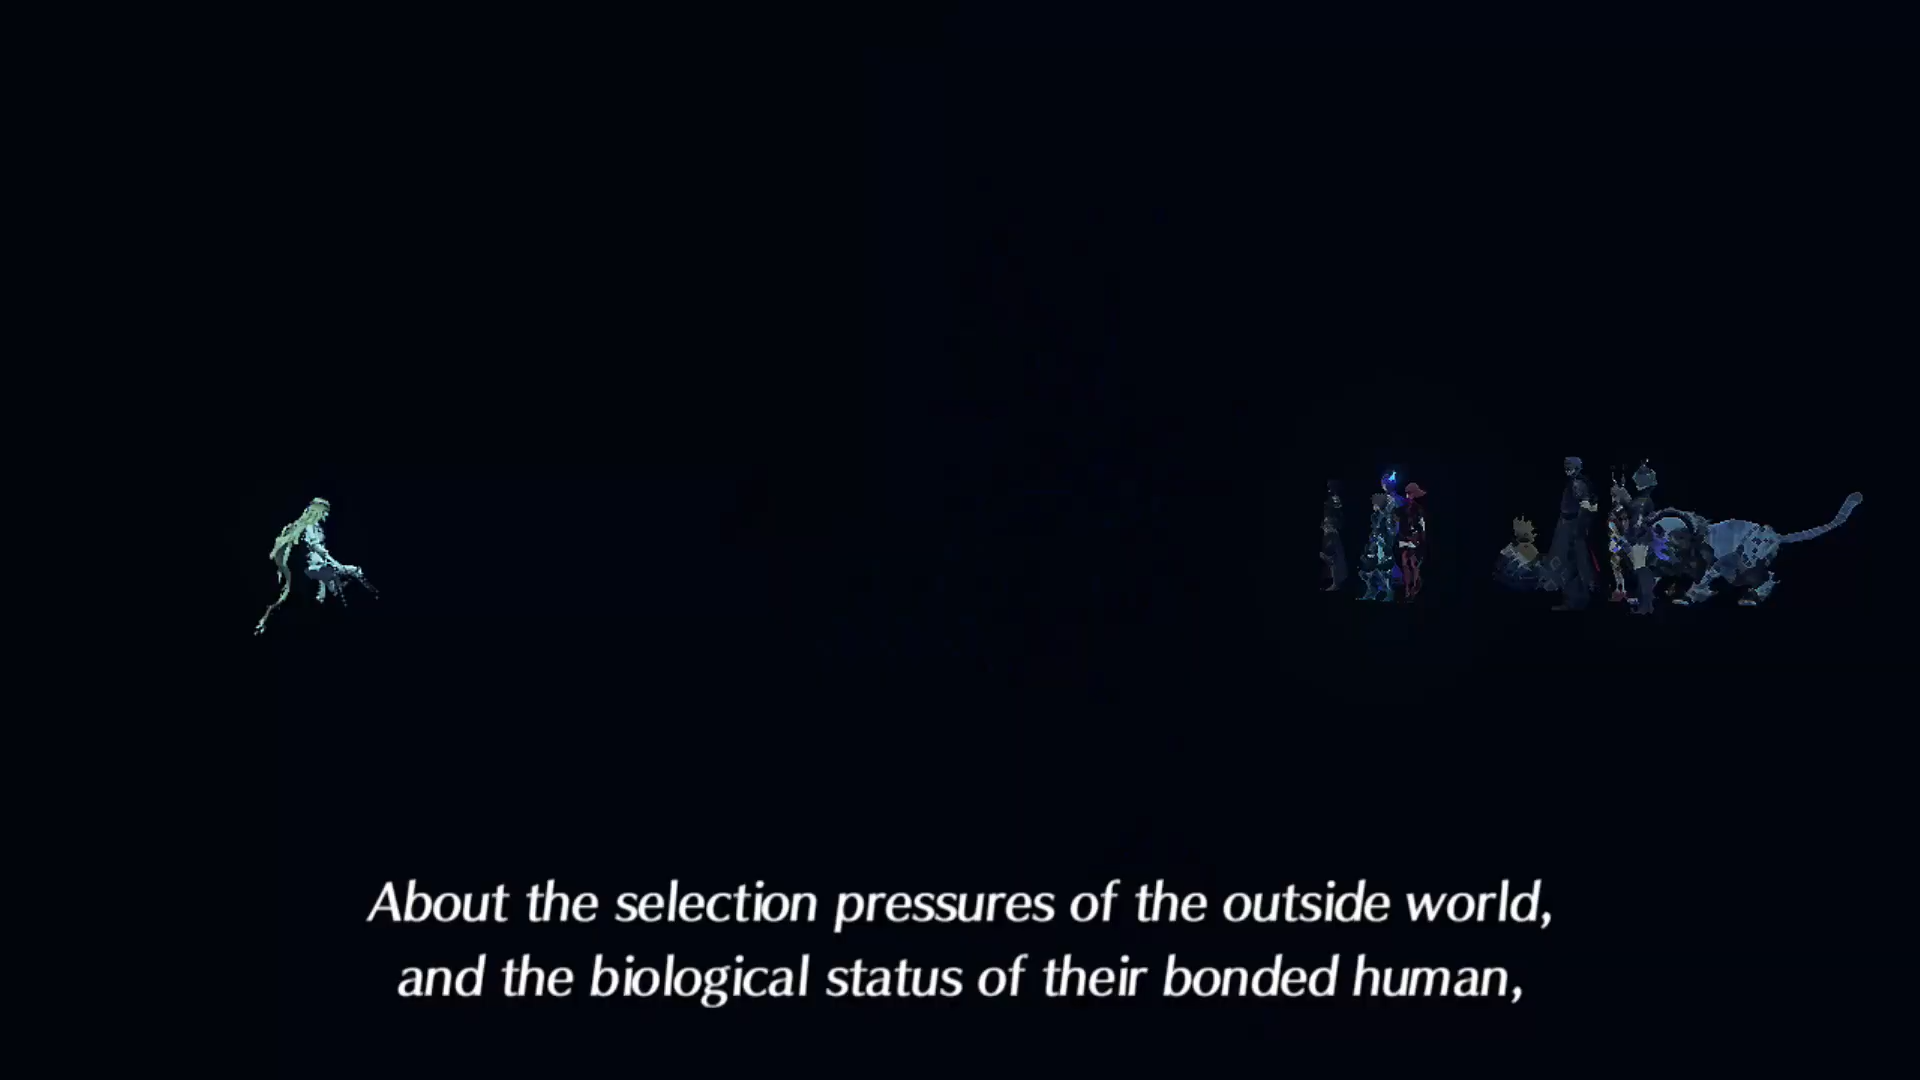 About the selection pressures of the outside world,
and the biological status of their bonded human,